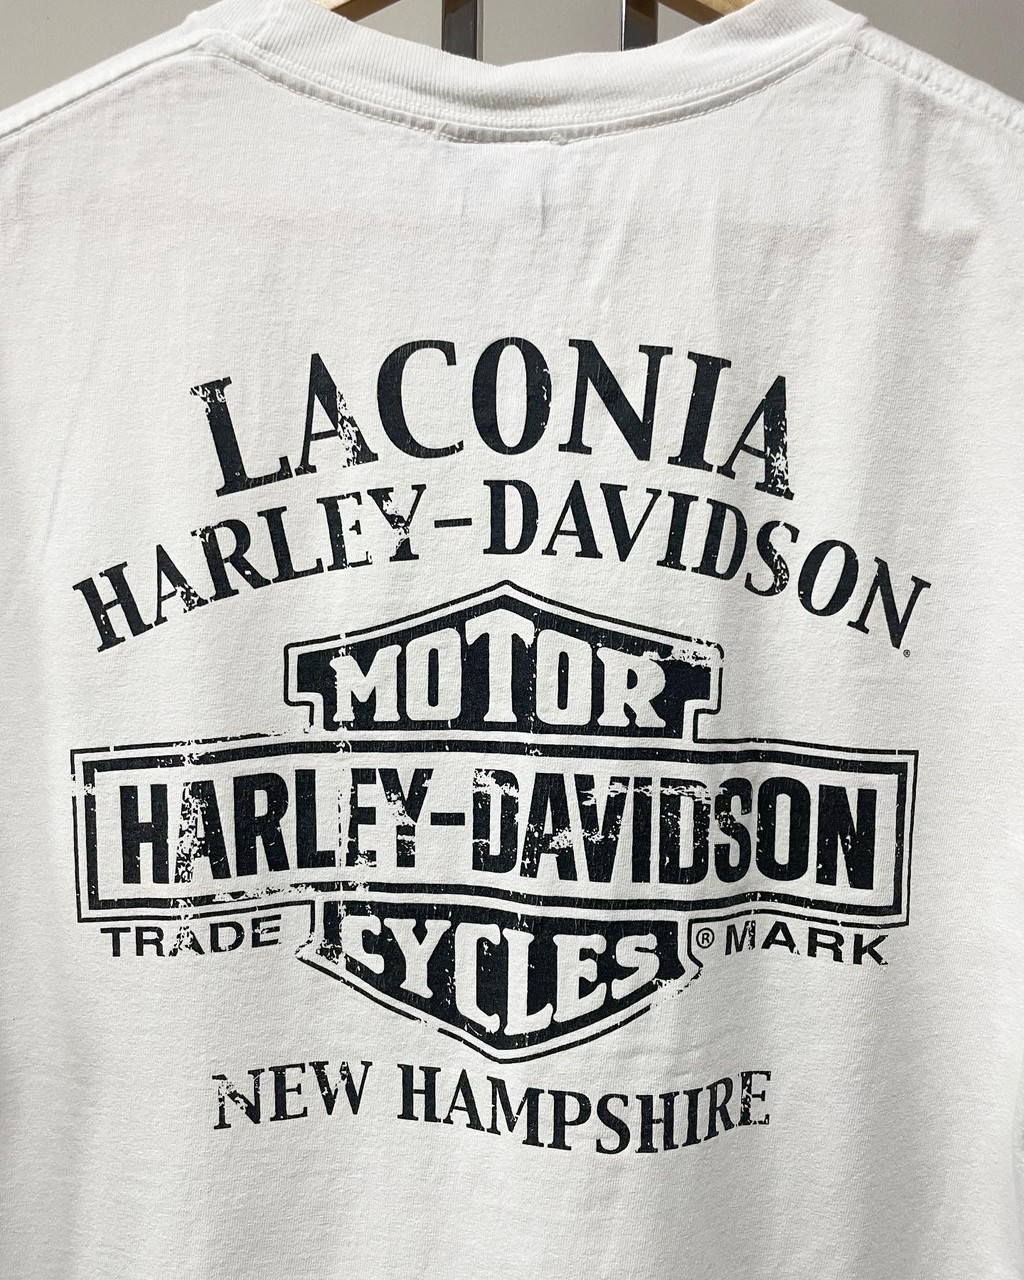 LACONIA
HARLEY-DAVIDSON®
MOTOR
HARLEY-DAVIDSON
TRADE ® MARK
CYCLES
NEW HAMPSHIRE